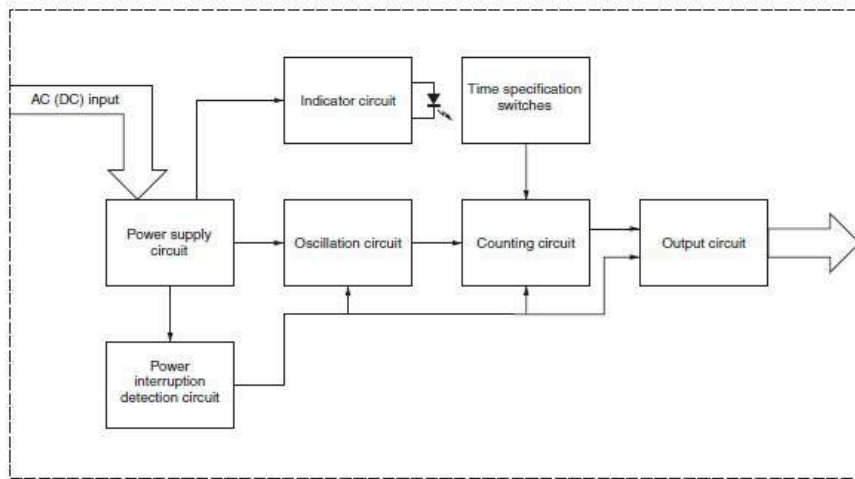 AC (DC) input
Indicator circuit
Time specification
switches
Power supply
circuit
Oscillation circuit
Counting circuit
Output circuit
Power
interruption
detection circuit